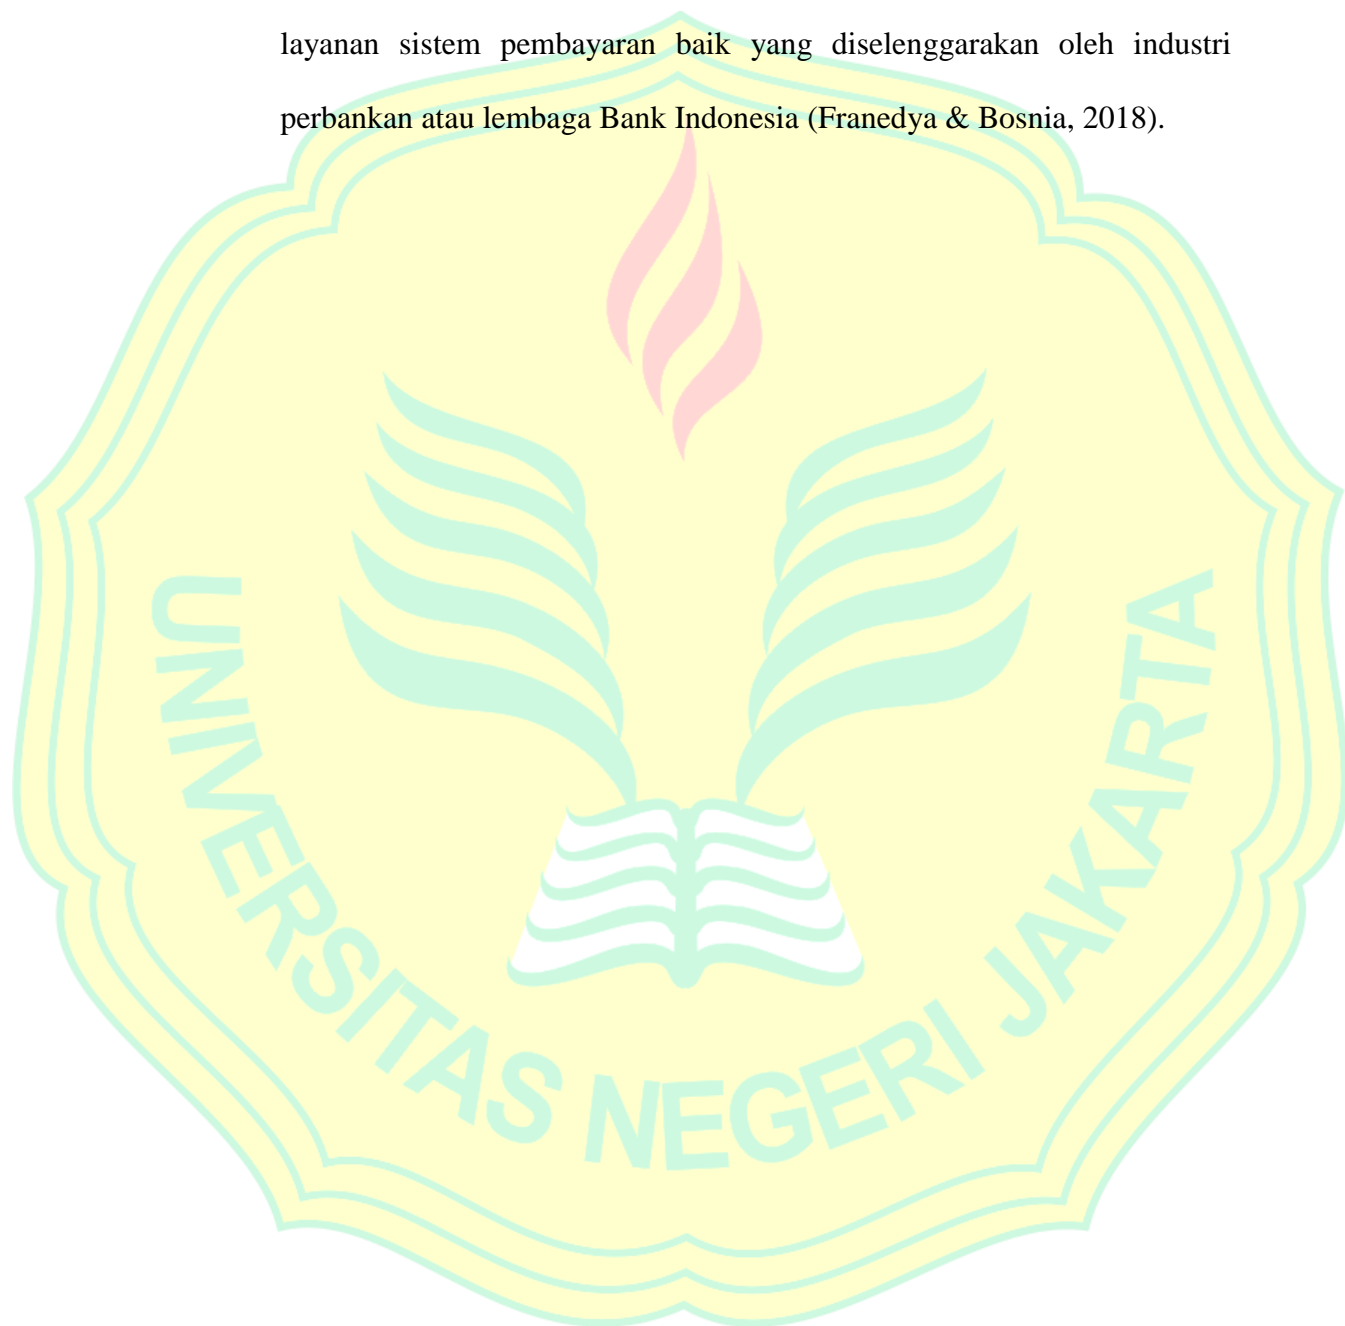 layanan sistem pembayaran baik yang diselenggarakan oleh industri
perbankan atau lembaga Bank Indonesia (Franedya & Bosnia, 2018).
UNIVERSITAS NEGERI JAKARTA